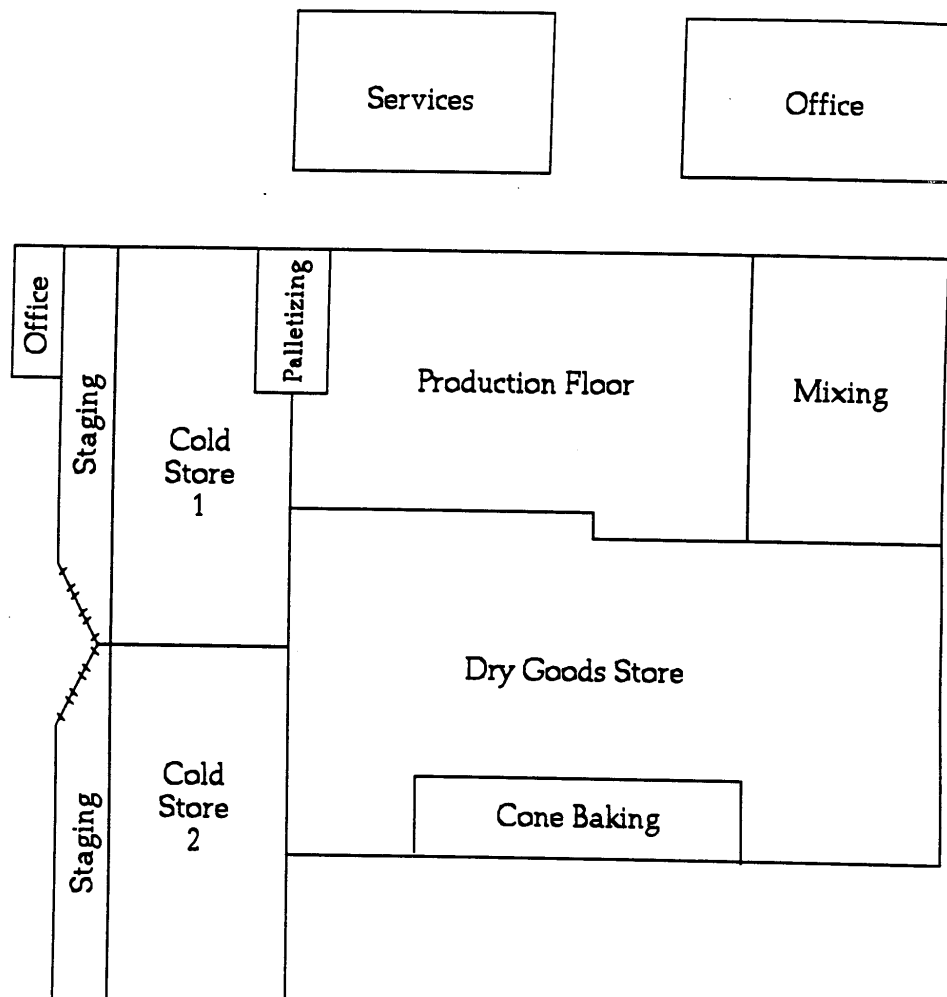 Services
Office
Office
Staging
Palletizing
Production Floor
Mixing
Cold
Store
1
Dry Goods Store
Cold
Store
2
Cone Baking
Staging